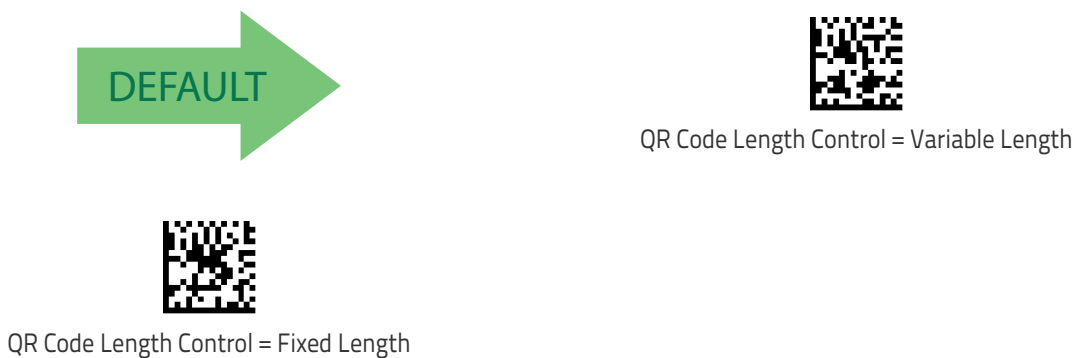 DEFAULT
QR Code Length Control = Variable Length
QR Code Length Control = Fixed Length